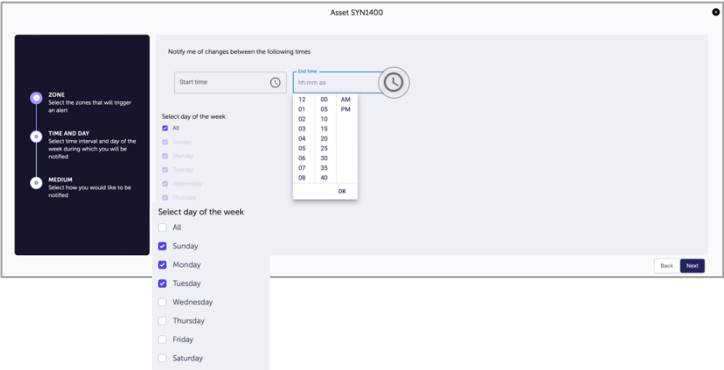 Asset SYN1400
ZONE
Select the zones that will trigger
an alert
TIME AND DAY
Select time interval and day of the
week during which you will be
notified
MEDIUM
Select how you would like to be
notified
Notify me of changes between the following times
Start time
End time
hh:mm aa
12 00 AM
01 05 PM
02 10
03 15
04 20
05 25
06 30
07 35
08 40
OK
Select day of the week
All
Sunday
Monday
Tuesday
Wednesday
Thursday
Select day of the week
All
Sunday
Monday
Tuesday
Wednesday
Thursday
Friday
Saturday
Back Next